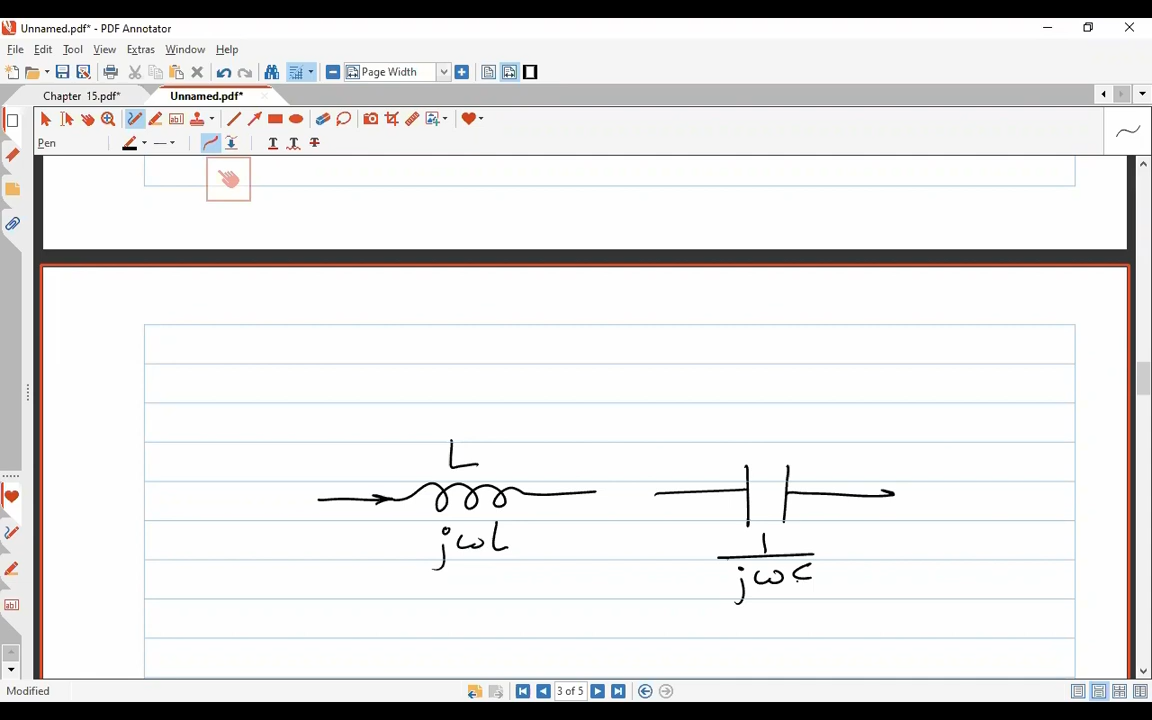 Unnamed.pdf* - PDF Annotator
File Edit Tool View Extras Window Help
Page Width
Chapter 15.pdf* Unnamed.pdf*
Pen
L
jωL
1
jωC
Modified
3 of 5